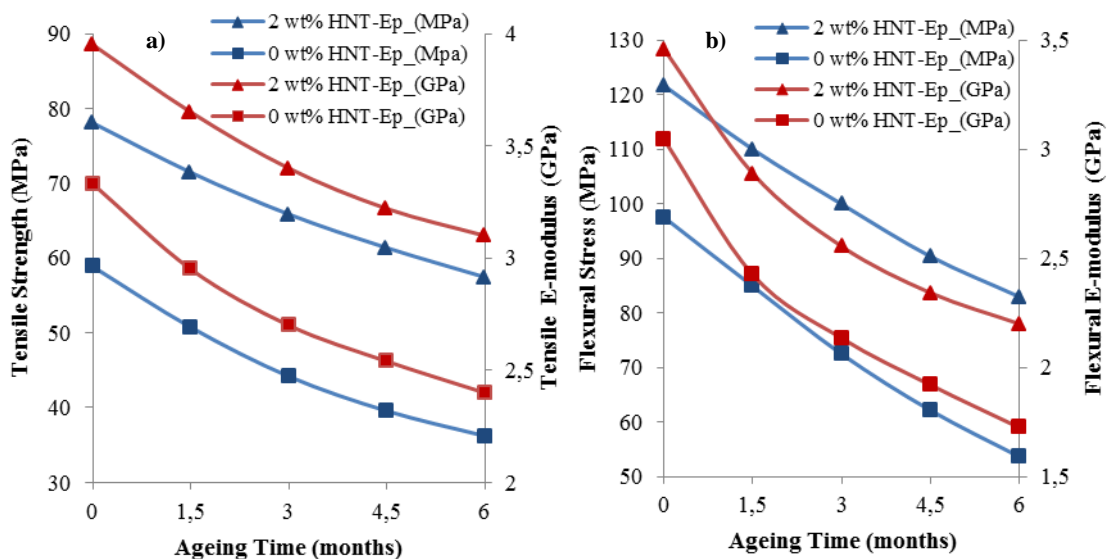 a)
2 wt% HNT-Ep_(MPa)
0 wt% HNT-Ep_(Mpa)
2 wt% HNT-Ep_(GPa)
0 wt% HNT-Ep_(GPa)
Tensile Strength (MPa)
90
80
70
60
50
40
30
Tensile E-modulus (GPa)
4
3,5
3
2,5
2
0 1,5 3 4,5 6
Ageing Time (months)
b)
2 wt% HNT-Ep_(MPa)
0 wt% HNT-Ep_(MPa)
2 wt% HNT-Ep_(GPa)
0 wt% HNT-Ep_(GPa)
Flexural Stress (MPa)
130
120
110
100
90
80
70
60
50
Flexural E-modulus (GPa)
3,5
3
2,5
2
1,5
0 1,5 3 4,5 6
Ageing Time (months)